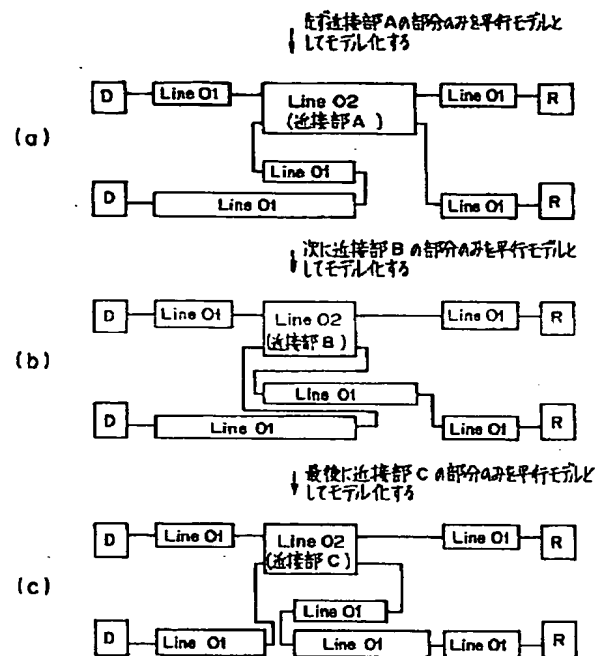 先ず近接部Aの部分のみを平行モデルと
してモデル化する
(a)
D Line 01 Line 02 Line 01 R
(近接部A)
Line 01
D Line 01 Line 01 R
次に近接部Bの部分のみを平行モデルと
してモデル化する
(b)
D Line 01 Line 02 Line 01 R
(近接部B)
Line 01
D Line 01 Line 01 R
最後に近接部Cの部分のみを平行モデルと
してモデル化する
(c)
D Line 01 Line 02 Line 01 R
(近接部C)
Line 01
D Line 01 Line 01 Line 01 R